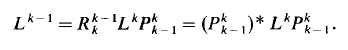 $L^{k-1} = R_k^{k-1} L^k P_{k-1}^k = (P_{k-1}^k)^* L^k P_{k-1}^k.$